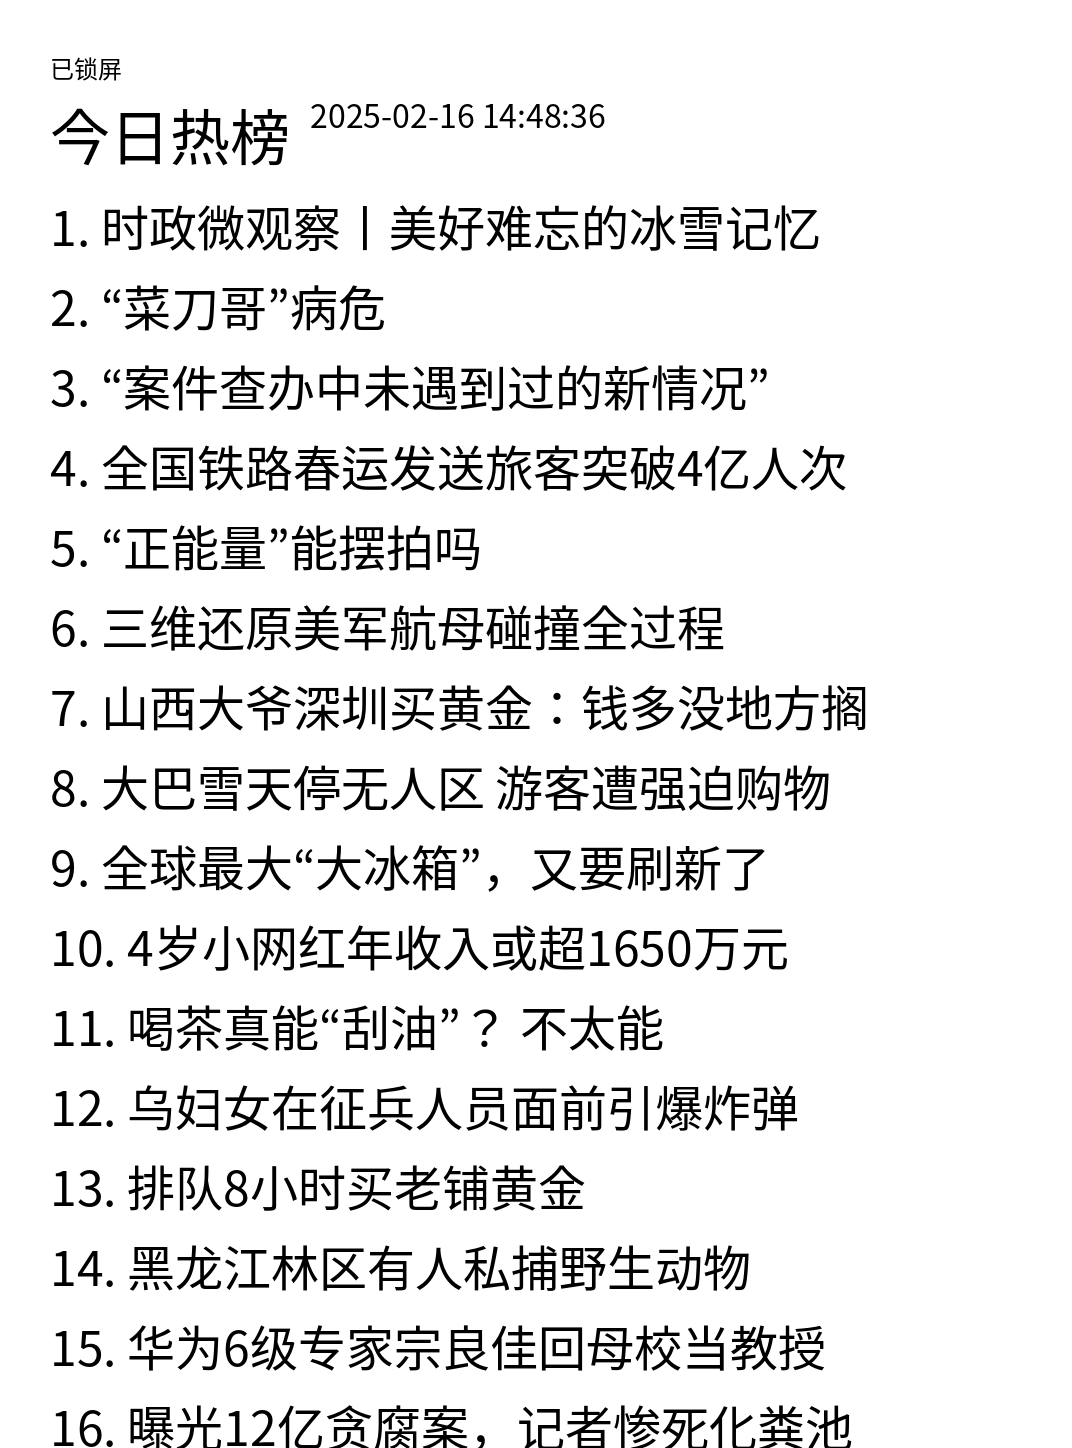 已锁屏
今日热榜 2025-02-16 14:48:36
1. 时政微观察丨美好难忘的冰雪记忆
2. “菜刀哥”病危
3. “案件查办中未遇到过的新情况”
4. 全国铁路春运发送旅客突破4亿人次
5. “正能量”能摆拍吗
6. 三维还原美军航母碰撞全过程
7. 山西大爷深圳买黄金：钱多没地方搁
8. 大巴雪天停无人区 游客遭强迫购物
9. 全球最大“大冰箱”，又要刷新了
10. 4岁小网红年收入或超1650万元
11. 喝茶真能“刮油”？ 不太能
12. 乌妇女在征兵人员面前引爆炸弹
13. 排队8小时买老铺黄金
14. 黑龙江林区有人私捕野生动物
15. 华为6级专家宗良佳回母校当教授
16. 曝光12亿贪腐案，记者惨死化粪池